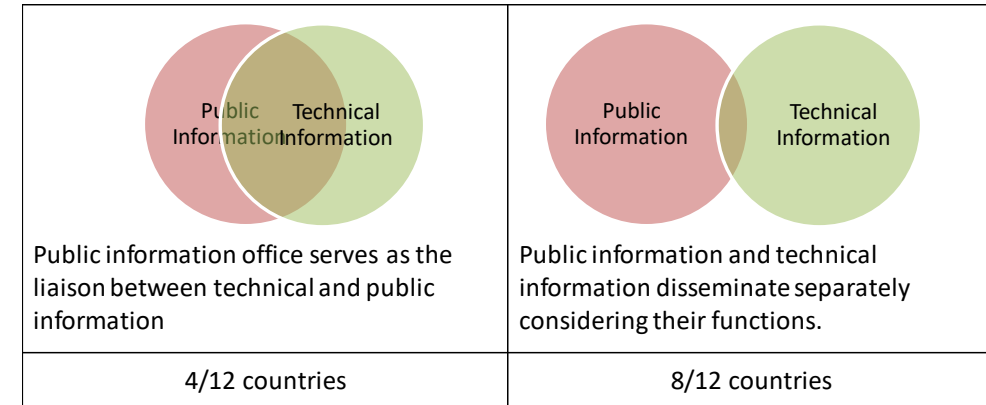 Public
Information
Technical
Information
Public information office serves as the
liaison between technical and public
information
4/12 countries
Public
Information
Technical
Information
Public information and technical
information disseminate separately
considering their functions.
8/12 countries